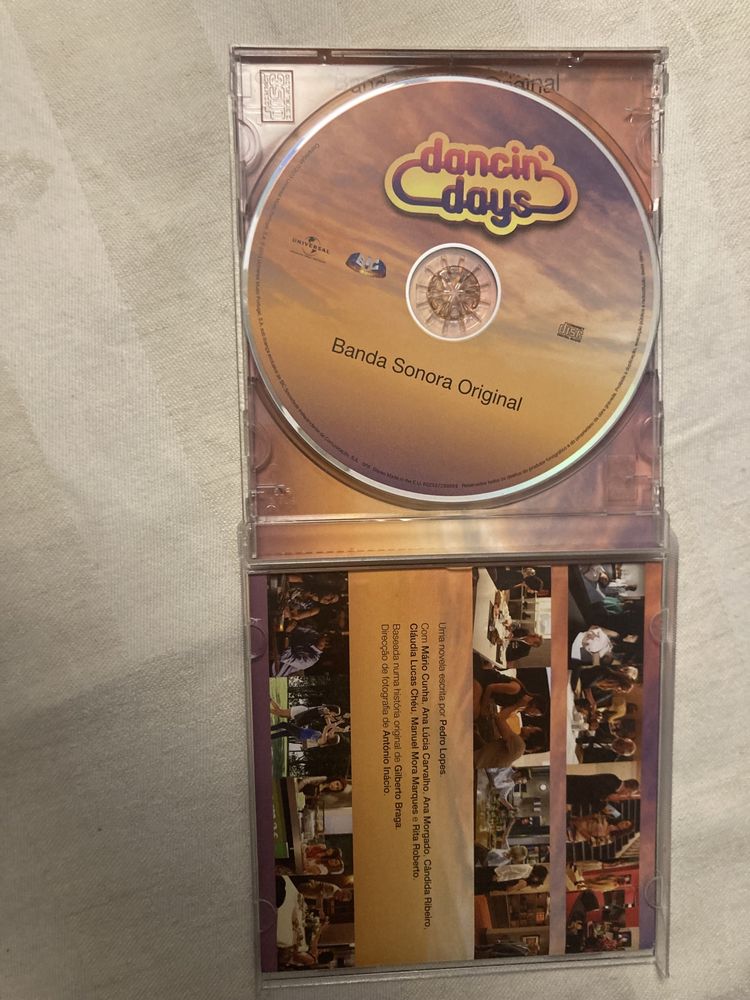 dancin'
days
UNIVERSAL
SIC
disc
Banda Sonora Original
Uma novela escrita por Pedro Lopes
Com Mário Cunha, Ana Lúcia Carvalho, Ana Morgado, Cândida Ribeiro,
Cláudia Lucas Chéu, Manuel Mora Marques e Rita Roberto.
Baseada numa história original de Gilberto Braga.
Direcção de fotografia de António Inácio.